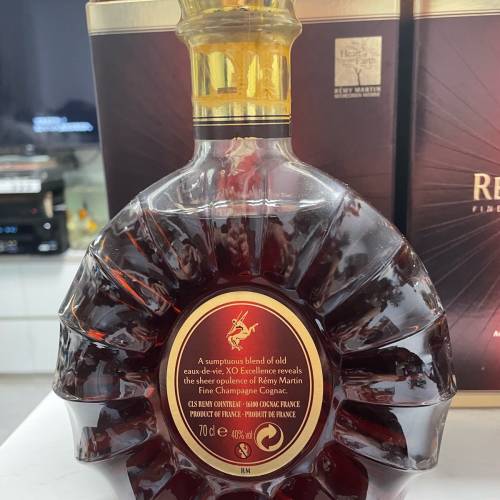 RÉMY MARTIN
RE
FINE
A sumptuous blend of old
eaux-de-vie, XO Excellence reveals
the sheer opulence of Rémy Martin
Fine Champagne Cognac.
CLS REMY COINTREAU - 16100 COGNAC FRANCE
PRODUCT OF FRANCE - PRODUIT DE FRANCE
70 cl ℮ 40% vol
RM